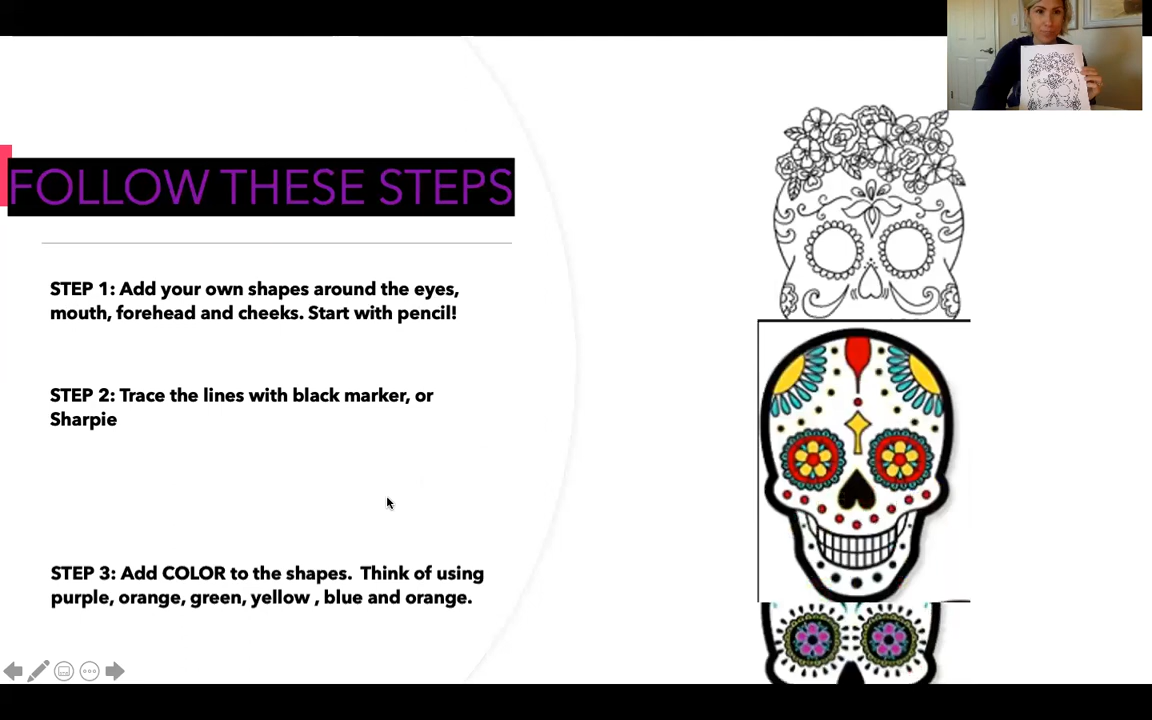 FOLLOW THESE STEPS
STEP 1: Add your own shapes around the eyes,
mouth, forehead and cheeks. Start with pencil!
STEP 2: Trace the lines with black marker, or
Sharpie
STEP 3: Add COLOR to the shapes.  Think of using
purple, orange, green, yellow , blue and orange.